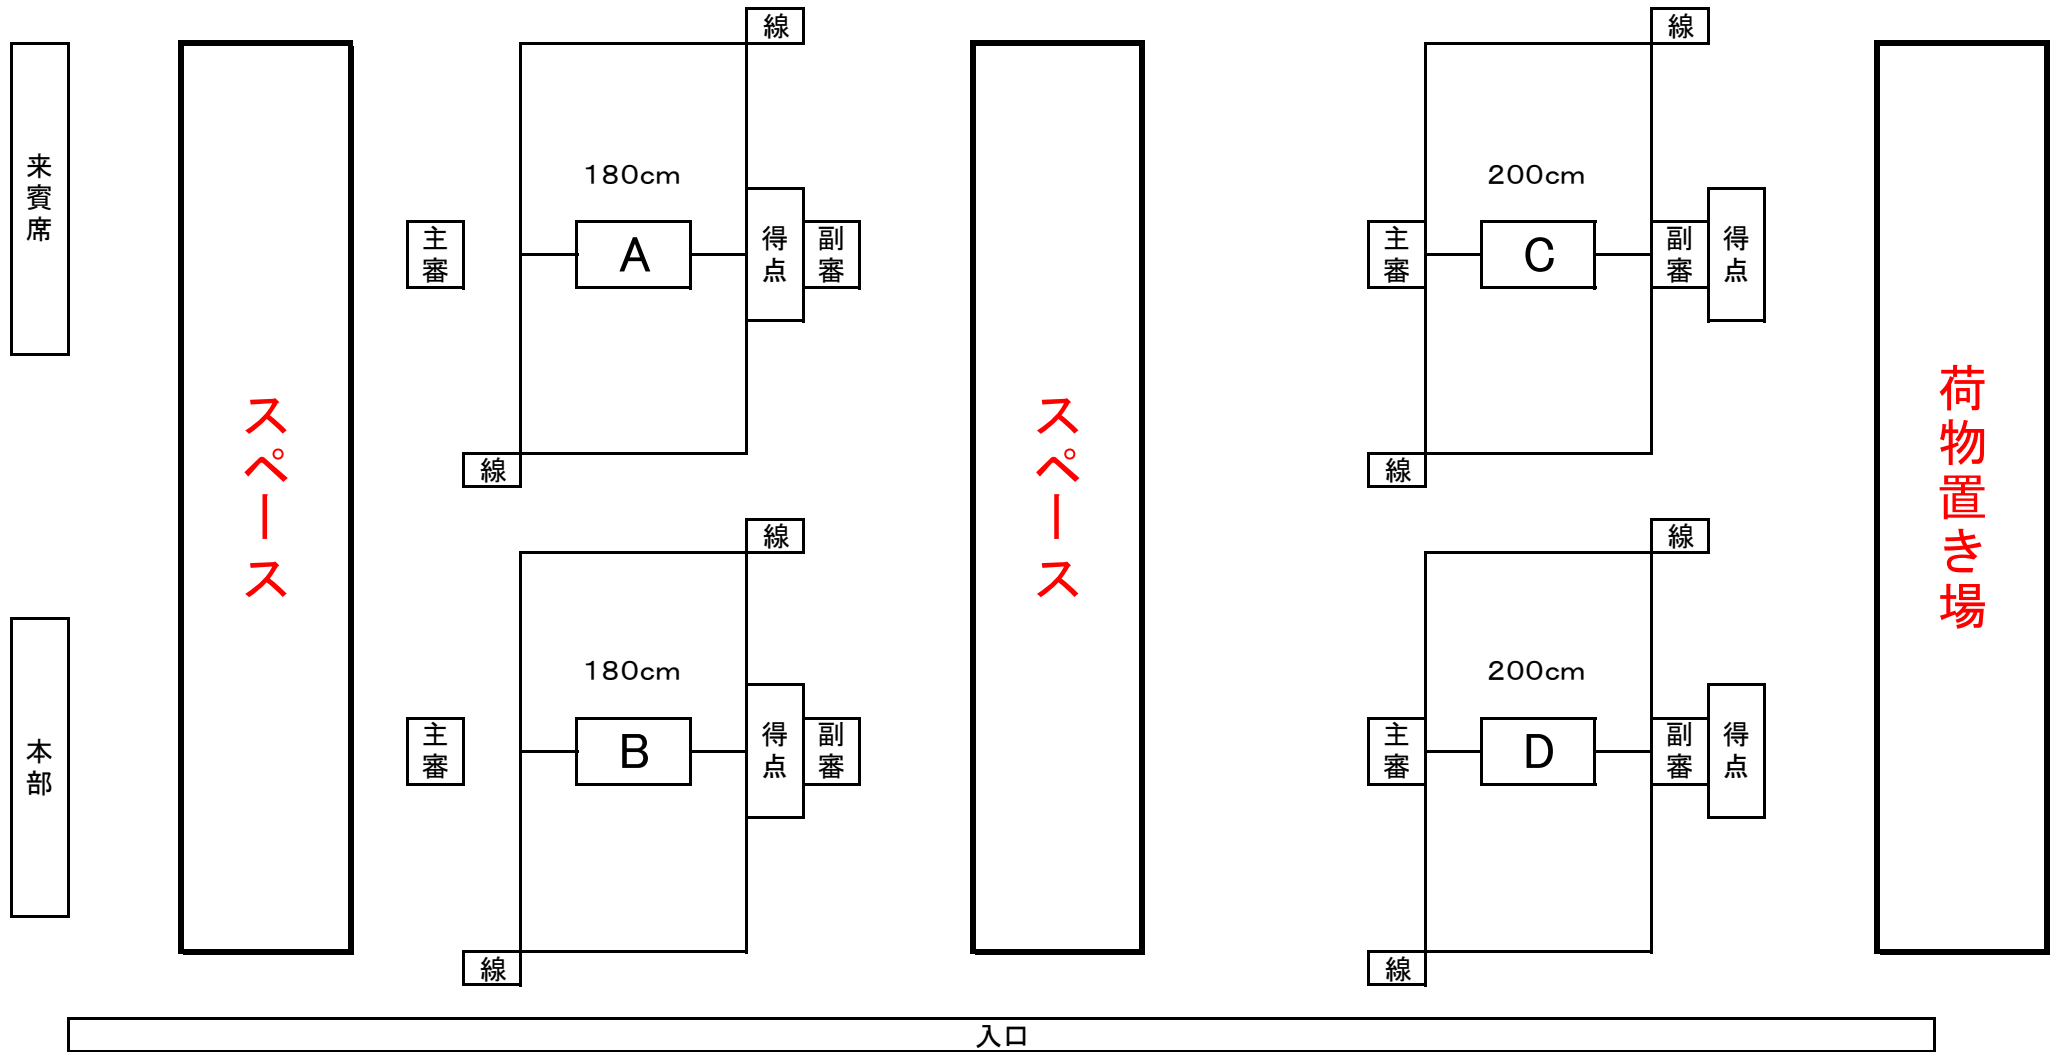 線
線
来賓席
180cm
200cm
主審
A
得点
副審
主審
C
副審
得点
スペース
スペース
荷物置き場
線
線
線
線
本部
180cm
200cm
主審
B
得点
副審
主審
D
副審
得点
線
線
入口